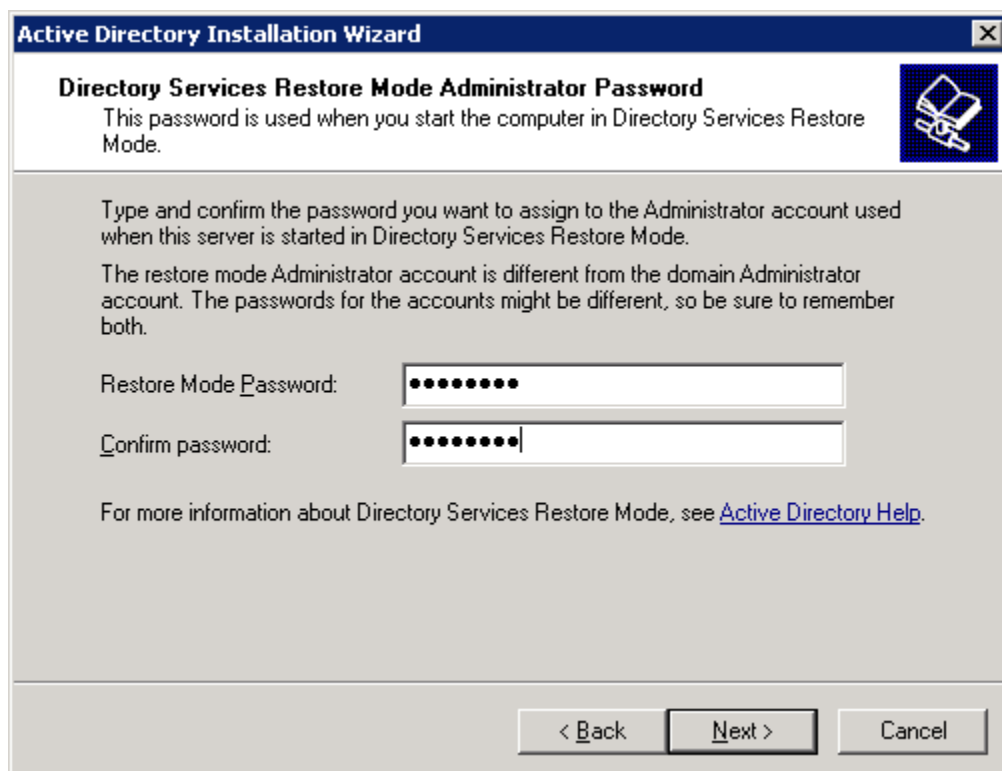 Active Directory Installation Wizard
Directory Services Restore Mode Administrator Password
This password is used when you start the computer in Directory Services Restore
Mode.
Type and confirm the password you want to assign to the Administrator account used
when this server is started in Directory Services Restore Mode.
The restore mode Administrator account is different from the domain Administrator
account. The passwords for the accounts might be different, so be sure to remember
both.
Restore Mode Password: ••••••••
Confirm password: ••••••••
For more information about Directory Services Restore Mode, see Active Directory Help.
< Back Next > Cancel